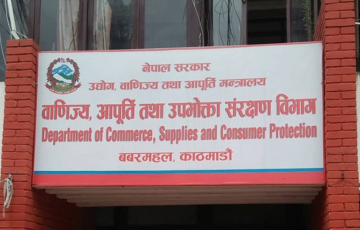 नेपाल सरकार
उद्योग, वाणिज्य तथा आपूर्ति मन्त्रालय
वाणिज्य, आपूर्ति तथा उपभोक्ता संरक्षण विभाग
Department of Commerce, Supplies and Consumer Protection
बबरमहल, काठमाडौं